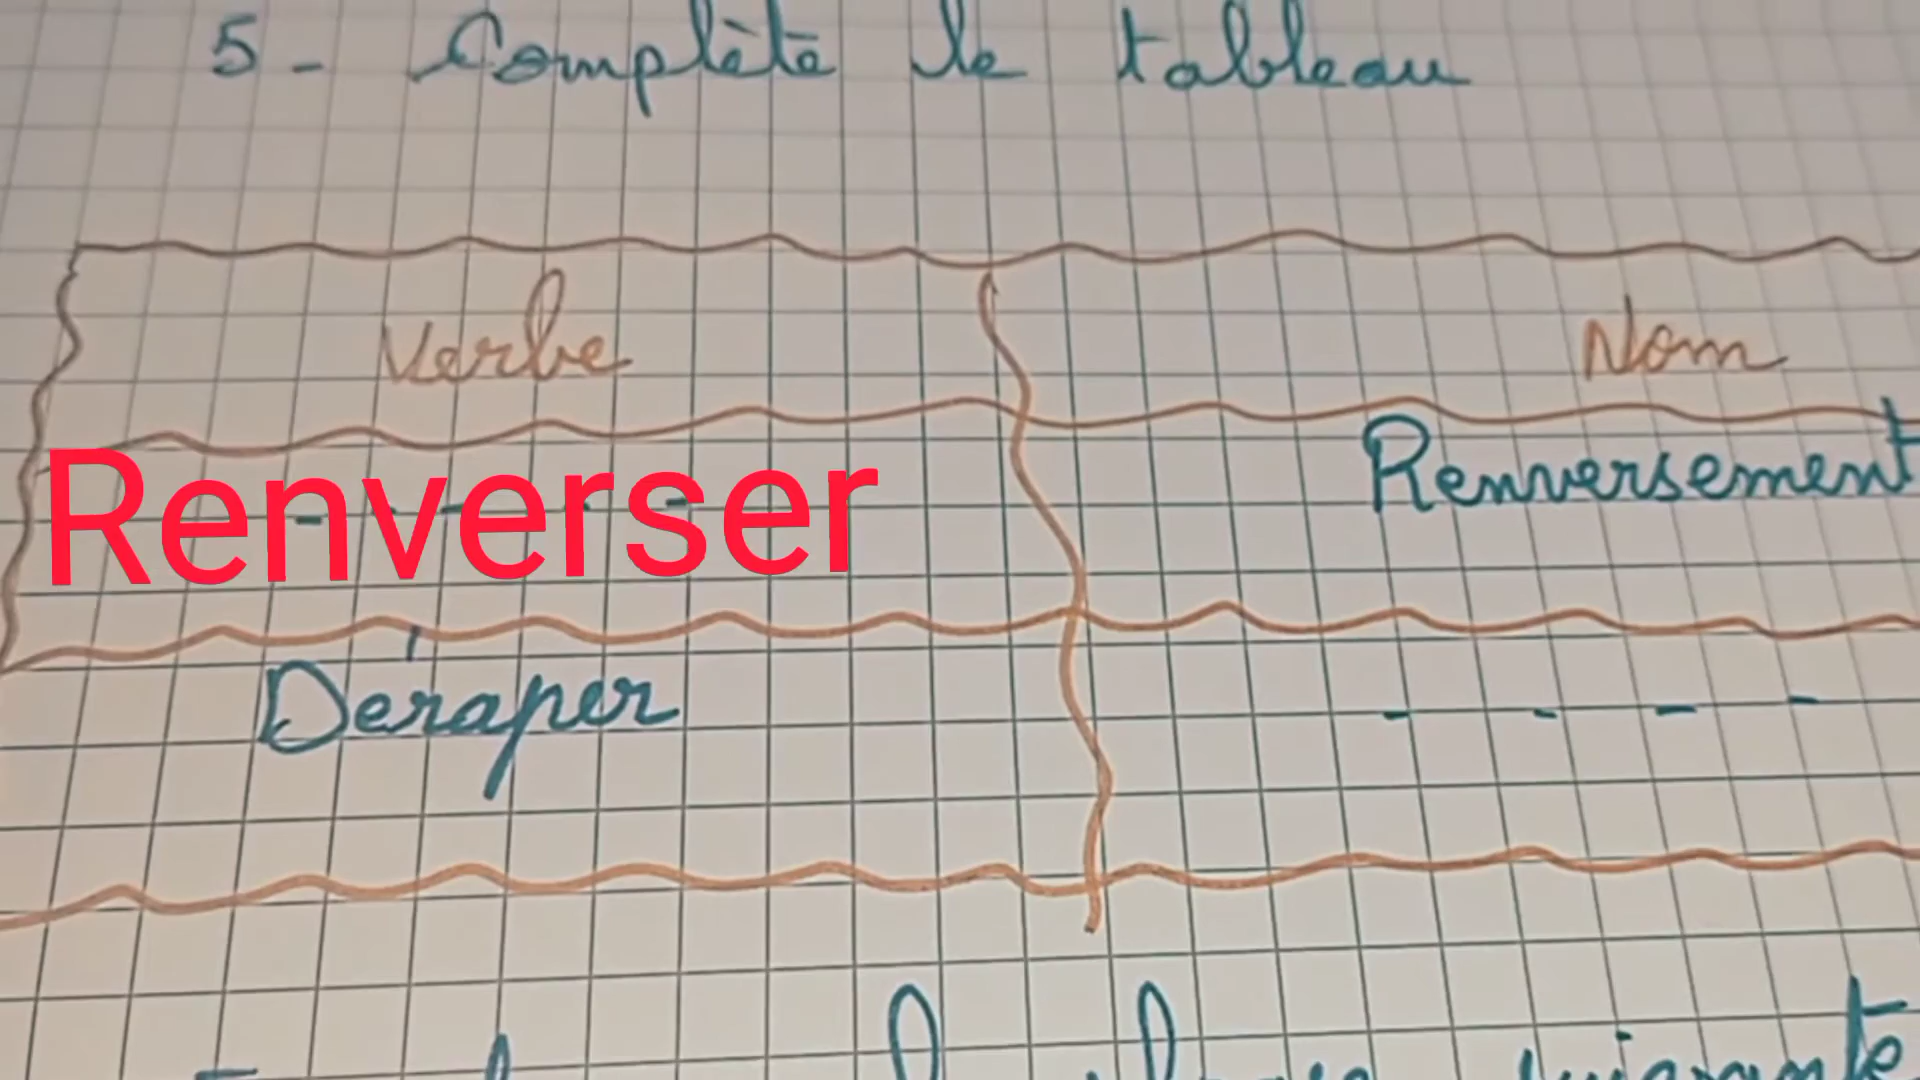 5 - Complète le tableau
Verbe Nom
Renverser Renversement
Déraper - - - -